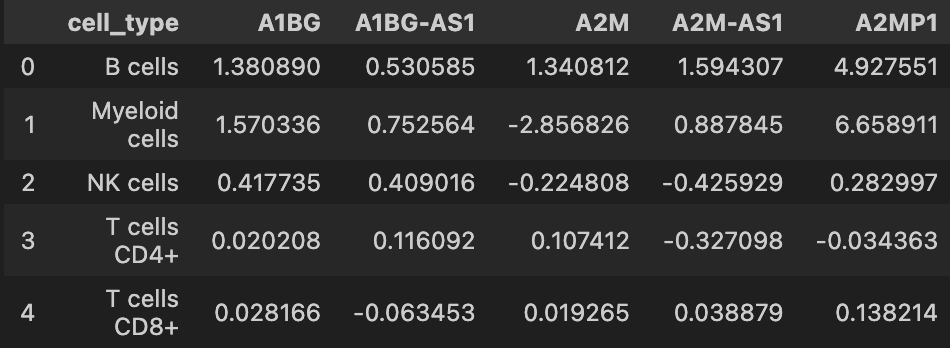 cell_type A1BG A1BG-AS1 A2M A2M-AS1 A2MP1
0 B cells 1.380890 0.530585 1.340812 1.594307 4.927551
1 Myeloid cells 1.570336 0.752564 -2.856826 0.887845 6.658911
2 NK cells 0.417735 0.409016 -0.224808 -0.425929 0.282997
3 T cells CD4+ 0.020208 0.116092 0.107412 -0.327098 -0.034363
4 T cells CD8+ 0.028166 -0.063453 0.019265 0.038879 0.138214